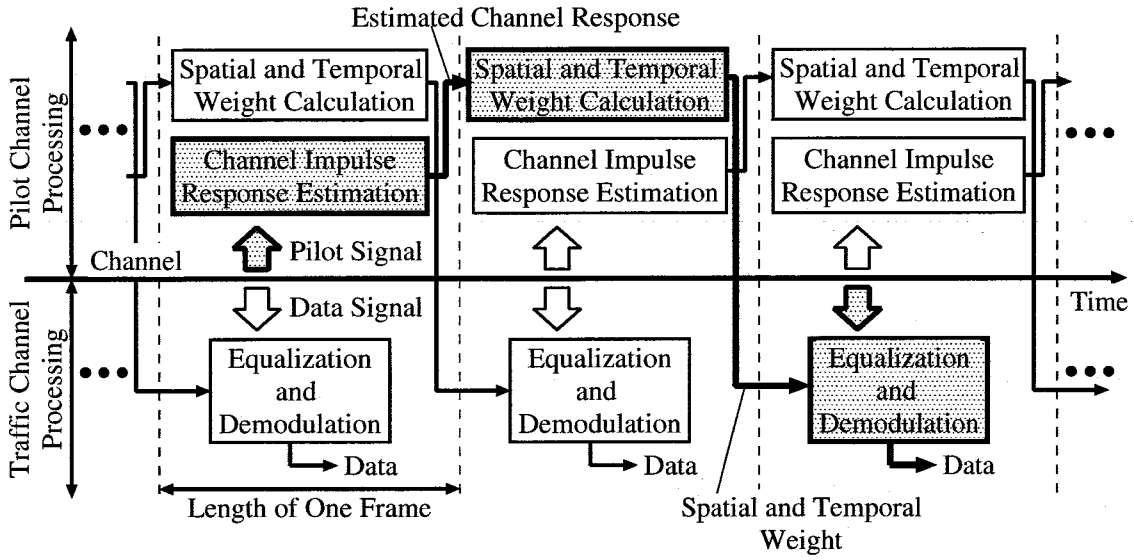 Estimated Channel Response
Pilot Channel
Processing
Spatial and Temporal
Weight Calculation
Spatial and Temporal
Weight Calculation
Spatial and Temporal
Weight Calculation
Channel Impulse
Response Estimation
Channel Impulse
Response Estimation
Channel Impulse
Response Estimation
Channel
Pilot Signal
Data Signal
Time
Traffic Channel
Processing
Equalization
and
Demodulation
Equalization
and
Demodulation
Equalization
and
Demodulation
Data
Data
Data
Length of One Frame
Spatial and Temporal
Weight